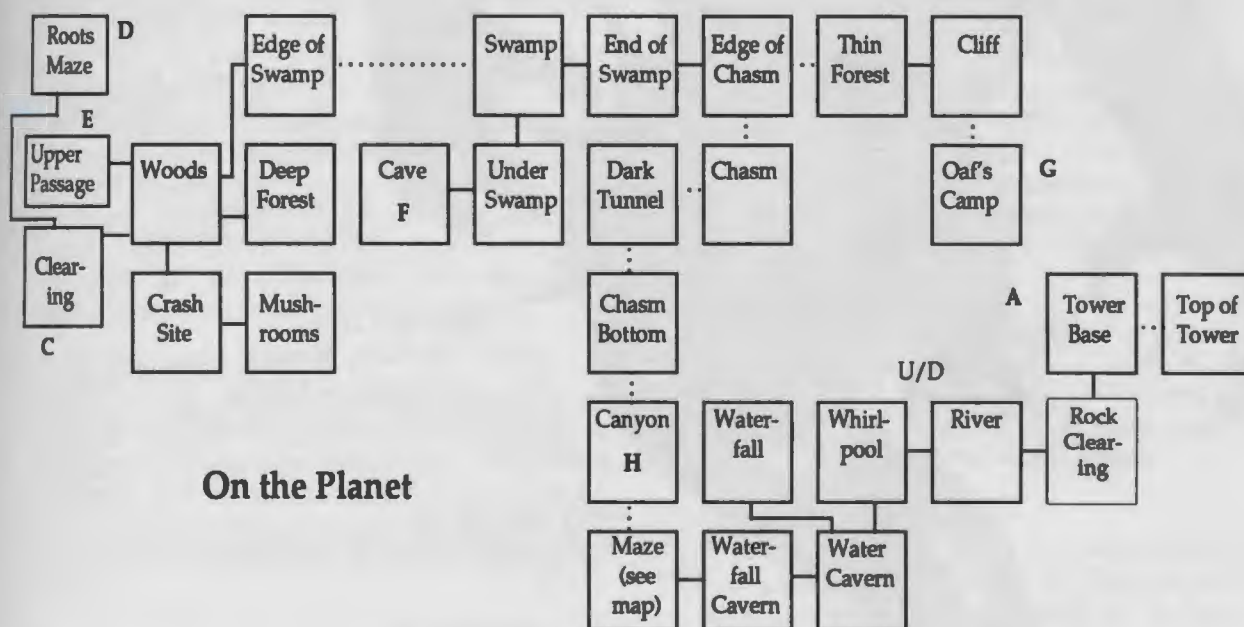 Roots
Maze
D
Edge of
Swamp
Swamp
End of
Swamp
Edge of
Chasm
Thin
Forest
Cliff
E
Upper
Passage
Woods
Deep
Forest
Cave
F
Under
Swamp
Dark
Tunnel
Chasm
Oaf's
Camp
G
Clear-
ing
C
Crash
Site
Mush-
rooms
Chasm
Bottom
A
Tower
Base
Top of
Tower
U/D
Canyon
H
Water-
fall
Whirl-
pool
River
Rock
Clear-
ing
On the Planet
Maze
(see
map)
Water-
fall
Cavern
Water
Cavern